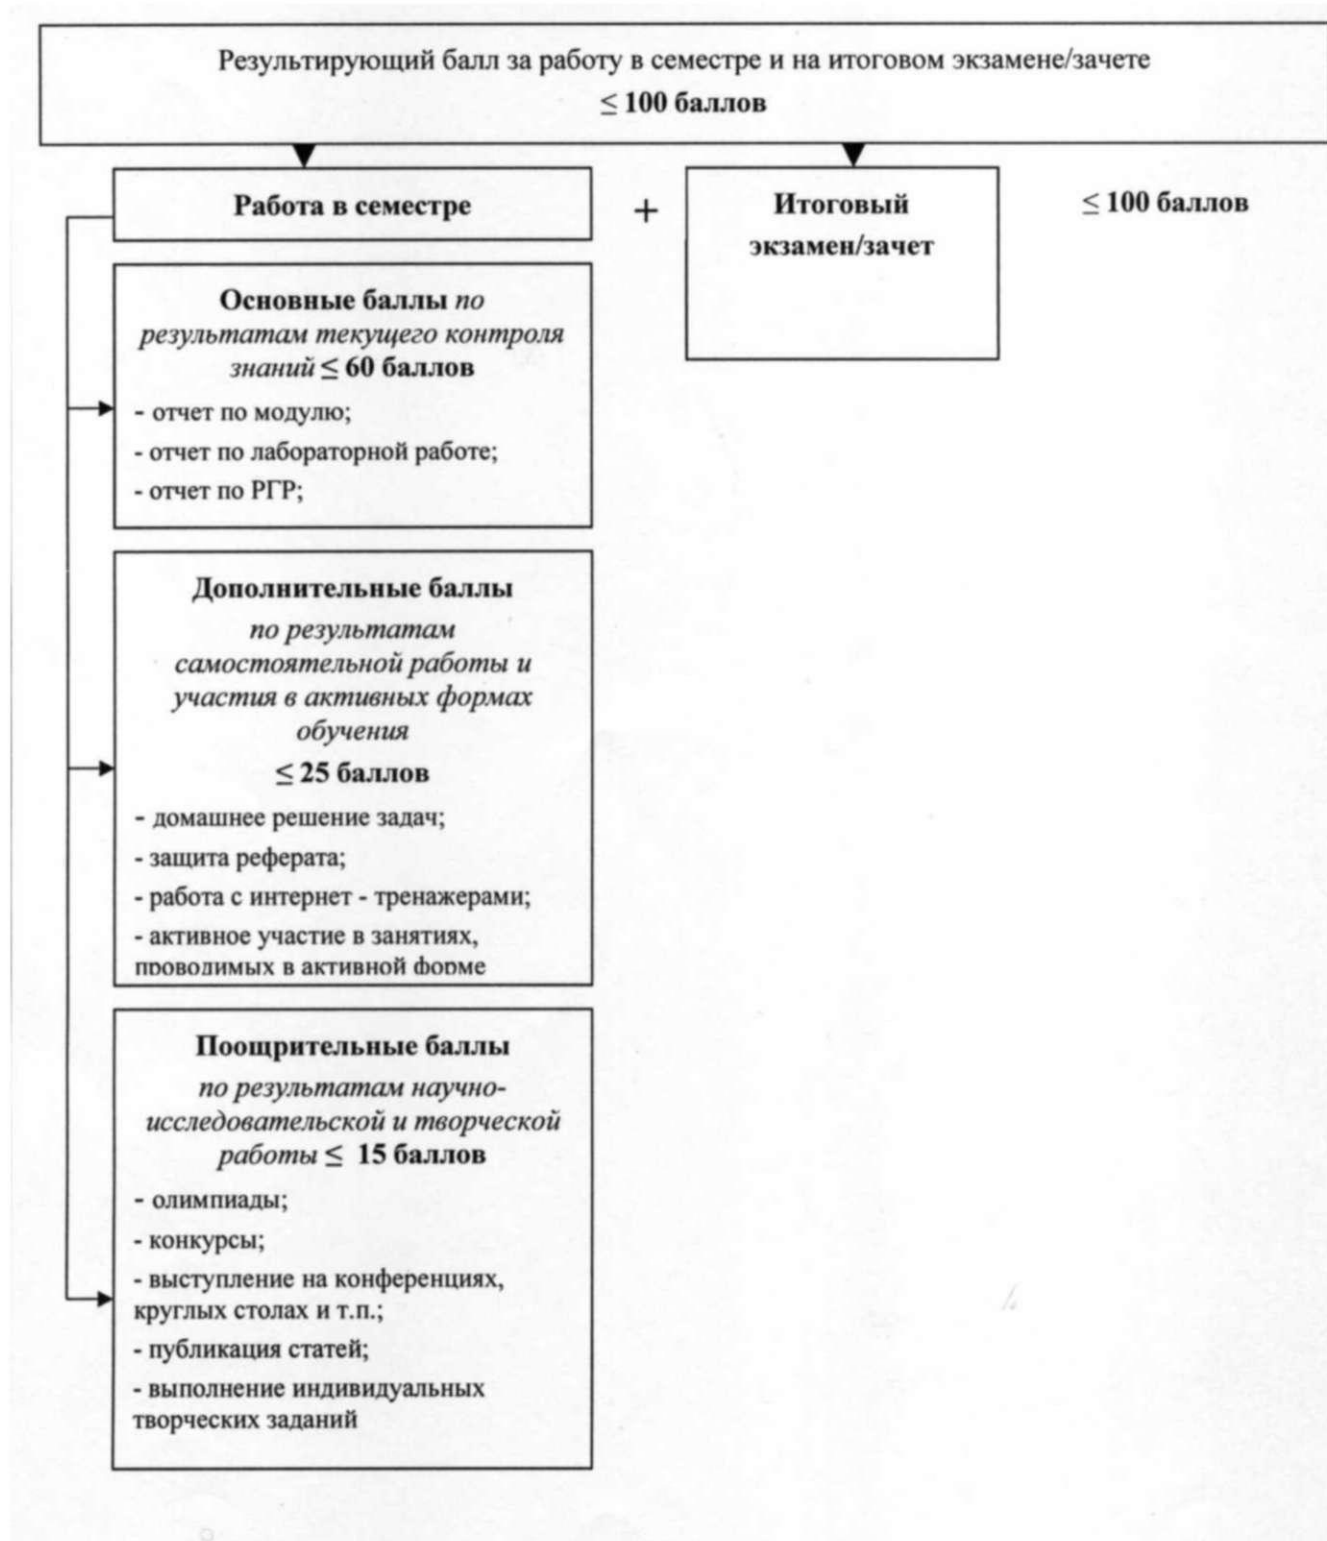 Результирующий балл за работу в семестре и на итоговом экзамене/зачете
≤ 100 баллов
Работа в семестре
+
Итоговый
экзамен/зачет
≤ 100 баллов
Основные баллы по
результатам текущего контроля
знаний ≤ 60 баллов
- отчет по модулю;
- отчет по лабораторной работе;
- отчет по РГР;
Дополнительные баллы
по результатам
самостоятельной работы и
участия в активных формах
обучения
≤ 25 баллов
- домашнее решение задач;
- защита реферата;
- работа с интернет - тренажерами;
- активное участие в занятиях,
проводимых в активной форме
Поощрительные баллы
по результатам научно-
исследовательской и творческой
работы ≤ 15 баллов
- олимпиады;
- конкурсы;
- выступление на конференциях,
круглых столах и т.п.;
- публикация статей;
- выполнение индивидуальных
творческих заданий